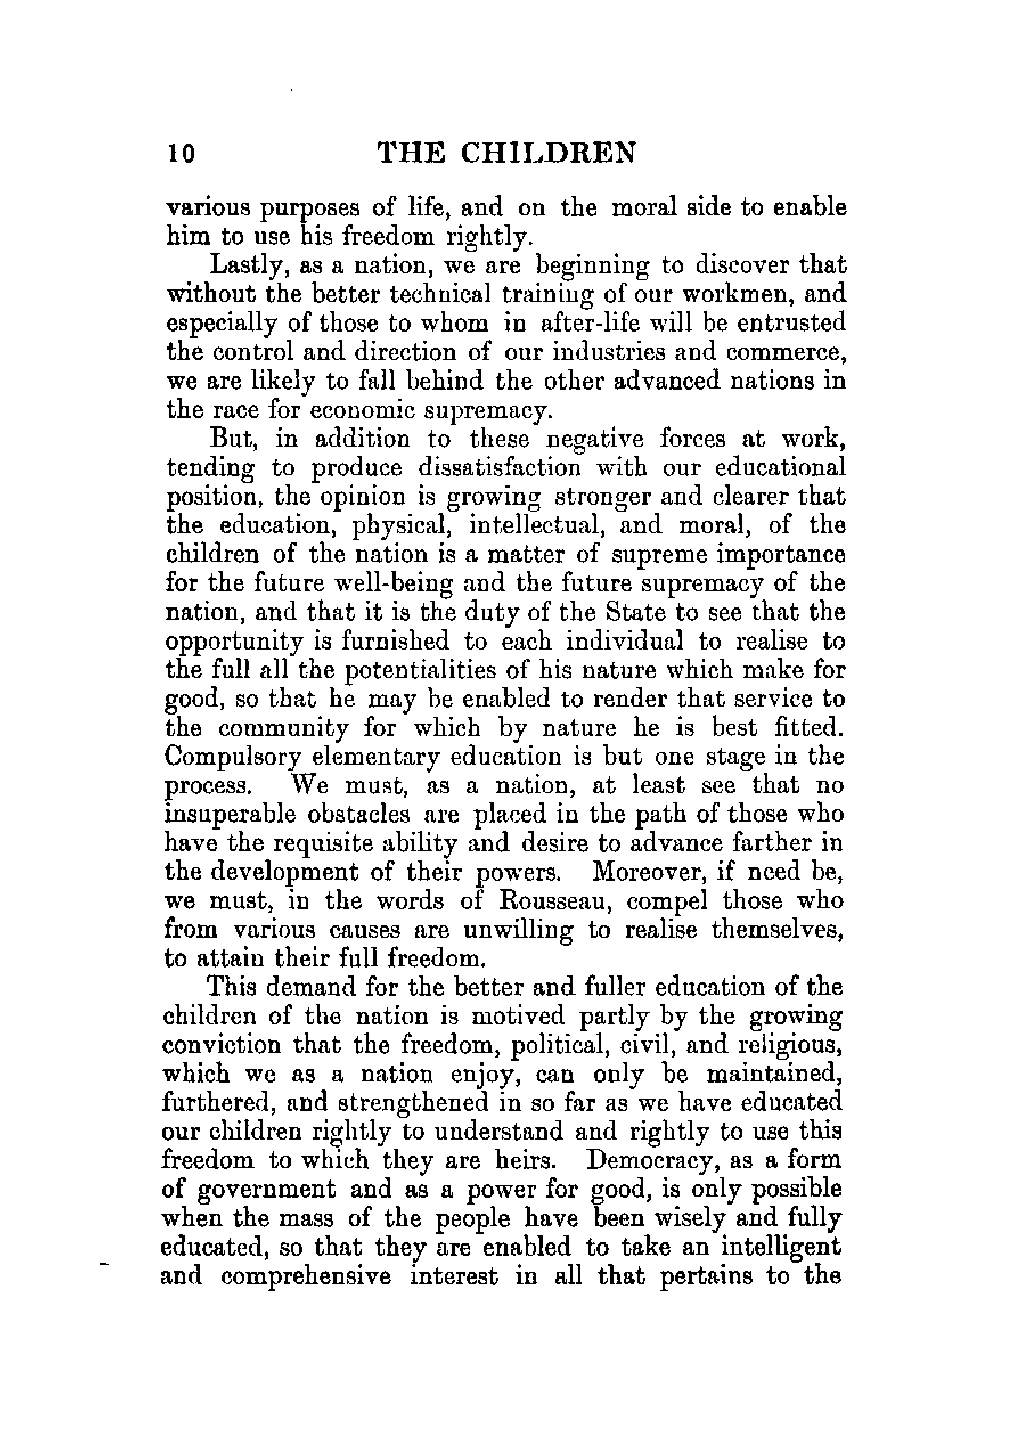 10 THE CHILDREN
various purposes of life, and on the moral side to enable
him to use his freedom rightly.
Lastly, as a nation, we are beginning to discover that
without the better technical training of our workmen, and
especially of those to whom in after-life will be entrusted
the control and direction of our industries and commerce,
we are likely to fall behind the other advanced nations in
the race for economic supremacy.
But, in addition to these negative forces at work,
tending to produce dissatisfaction with our educational
position, the opinion is growing stronger and clearer that
the education, physical, intellectual, and moral, of the
children of the nation is a matter of supreme importance
for the future well-being and the future supremacy of the
nation, and that it is the duty of the State to see that the
opportunity is furnished to each individual to realise to
the full all the potentialities of his nature which make for
good, so that he may be enabled to render that service to
the community for which by nature he is best fitted.
Compulsory elementary education is but one stage in the
process. We must, as a nation, at least see that no
insuperable obstacles are placed in the path of those who
have the requisite ability and desire to advance farther in
the development of their powers. Moreover, if need be,
we must, in the words of Rousseau, compel those who
from various causes are unwilling to realise themselves,
to attain their full freedom.
This demand for the better and fuller education of the
children of the nation is motived partly by the growing
conviction that the freedom, political, civil, and religious,
which we as a nation enjoy, can only be maintained,
furthered, and strengthened in so far as we have educated
our children rightly to understand and rightly to use this
freedom to which they are heirs. Democracy, as a form
of government and as a power for good, is only possible
when the mass of the people have been wisely and fully
educated, so that they are enabled to take an intelligent
and comprehensive interest in all that pertains to the